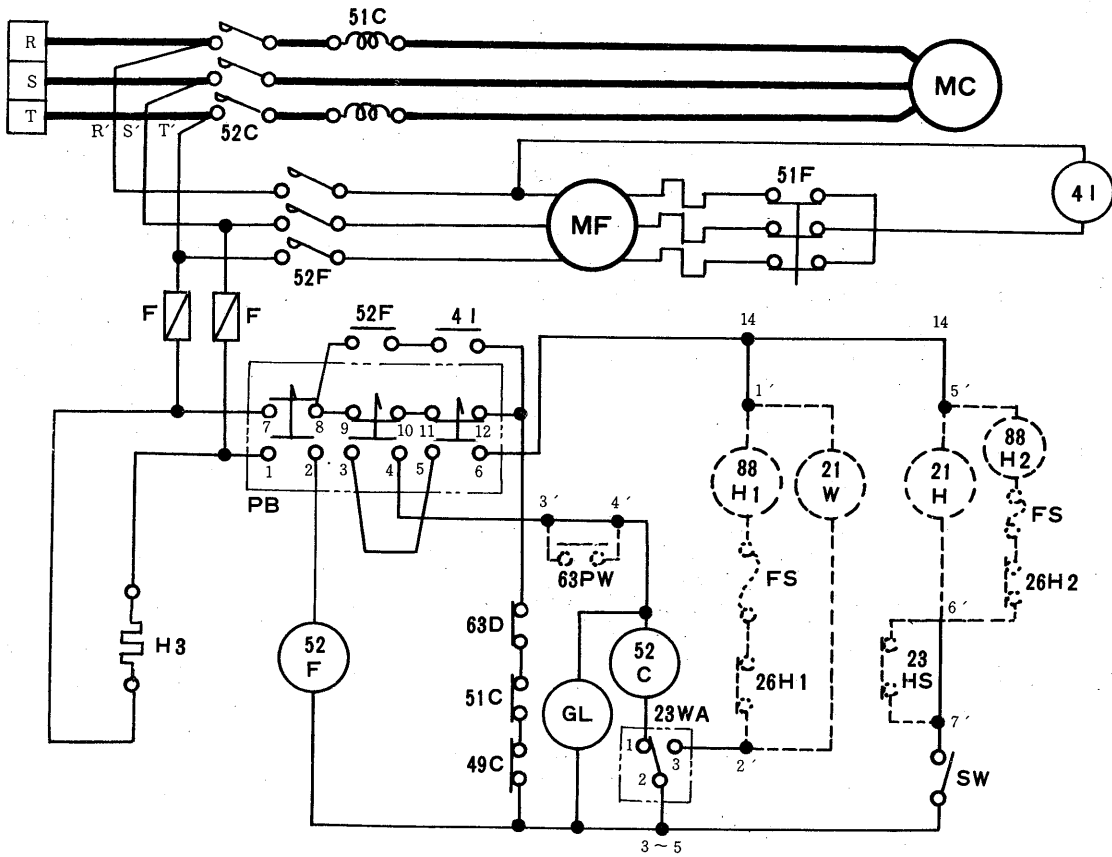 51C
R
S
T
MC
R´ S´ T´
52C
51F
4I
MF
52F
F
F
52F
4I
14
14
1´
5´
7
8
9
10
11
12
1
2
3
4
5
6
PB
88
H1
21
W
21
H
88
H2
FS
3´
4´
63PW
FS
26H2
6´
63D
H3
52
F
52
C
26H1
23
HS
51C
GL
23WA
7´
1
3
2
2´
49C
SW
3～5